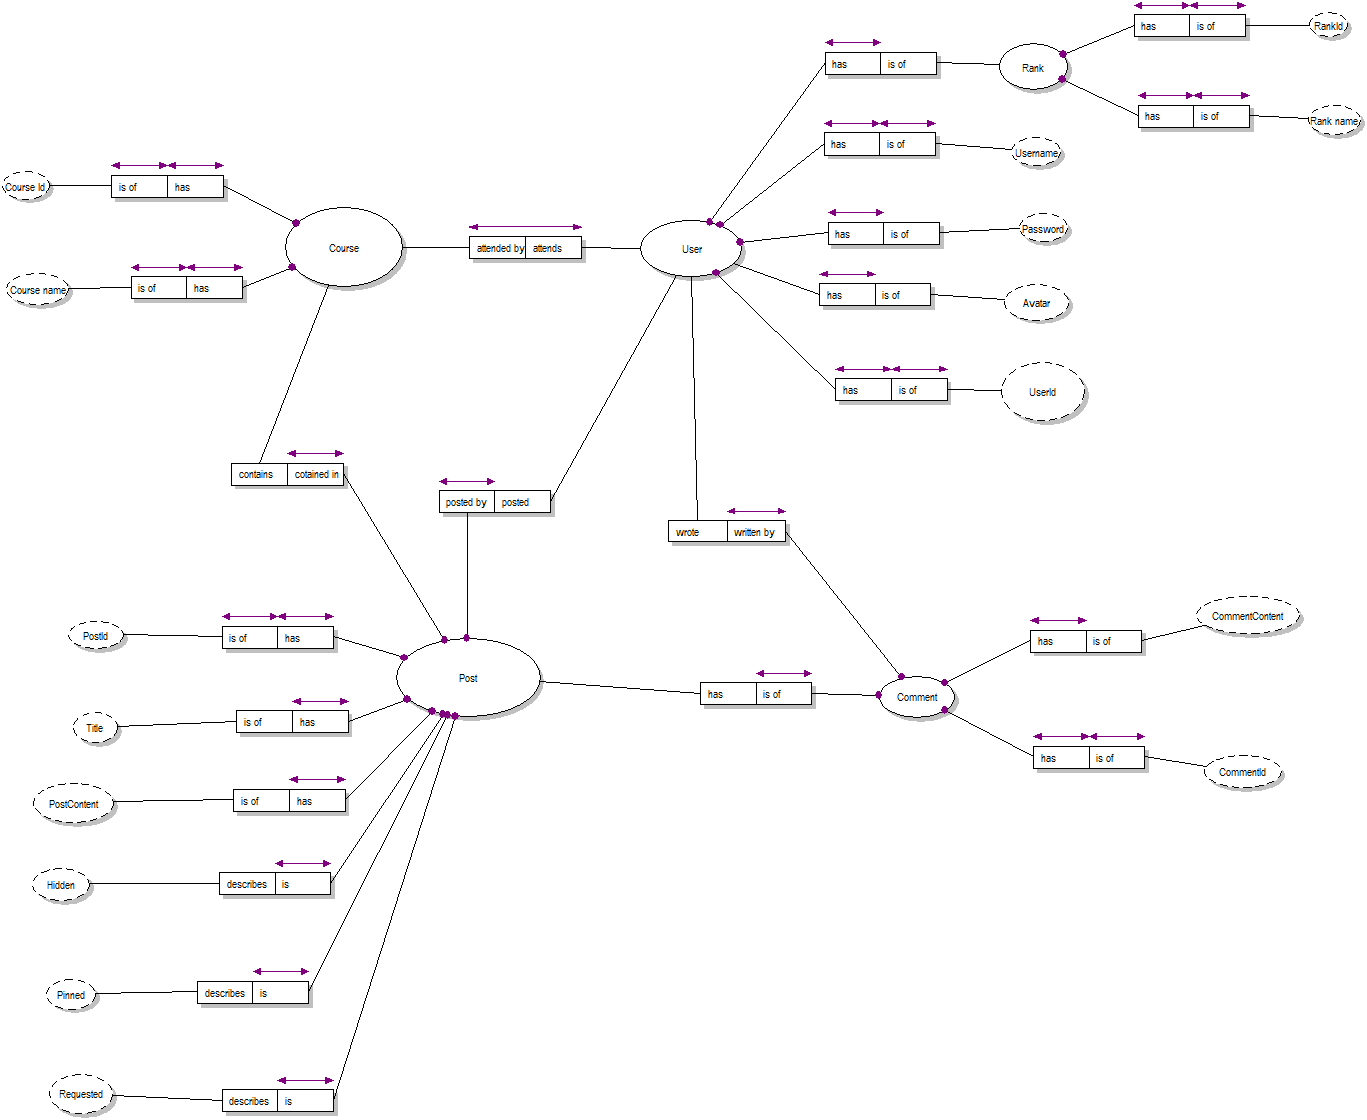 has is of RankId
has is of Rank
has is of Rank name
has is of Username
Course Id is of has
has is of Password
Course attended by attends User
Course name is of has
has is of Avatar
has is of UserId
contains cotained in
posted by posted
wrote written by
PostId is of has
CommentContent
has is of
Post
has is of Comment
Title is of has
has is of CommentId
PostContent is of has
Hidden describes is
Pinned describes is
Requested describes is